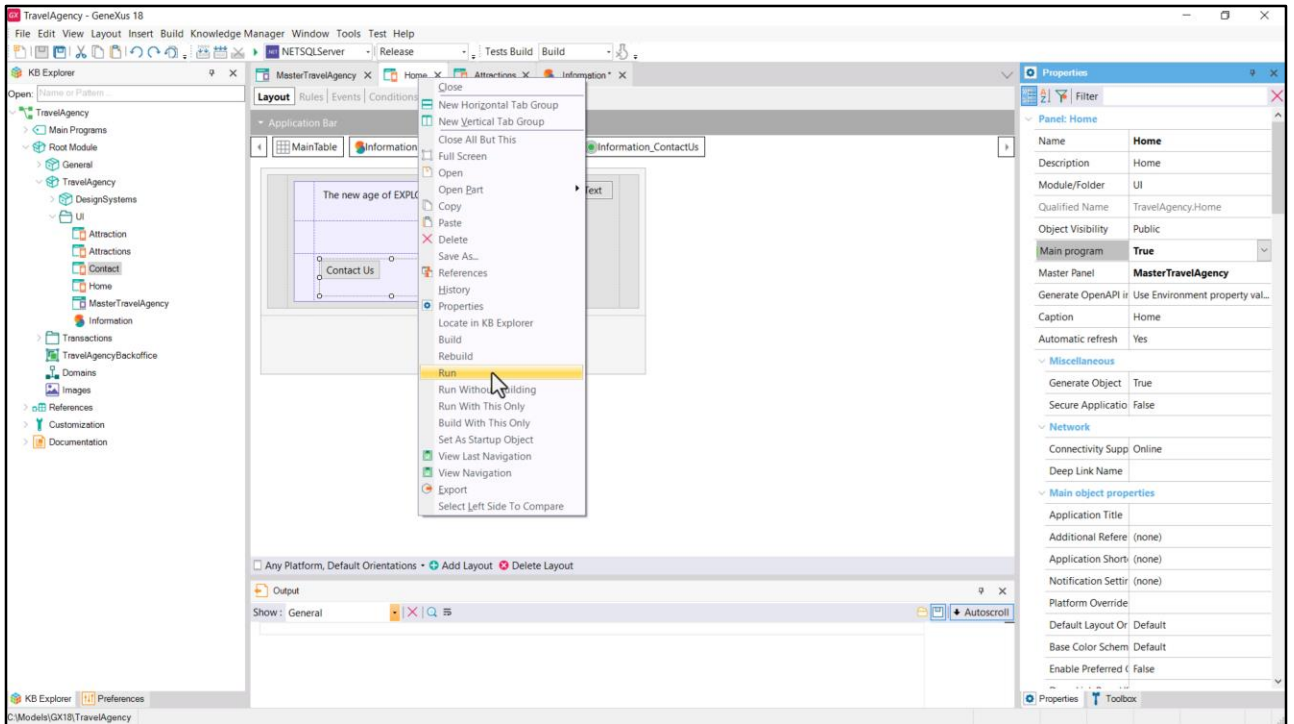 GX TravelAgency - GeneXus 18
File Edit View Layout Insert Build Knowledge Manager Window Tools Test Help
.NET NETSQLServer Release Tests Build Build
KB Explorer
Open: Name or Pattern...
TravelAgency
Main Programs
Root Module
General
TravelAgency
DesignSystems
UI
Attraction
Attractions
Contact
Home
MasterTravelAgency
Information
Transactions
TravelAgencyBackoffice
Domains
Images
References
Customization
Documentation
KB Explorer Preferences
C:\Models\GX18\TravelAgency
MasterTravelAgency X Home X Attractions X Information* X
Layout Rules Events Conditions
Application Bar
MainTable Information Information_ContactUs
The new age of EXPLO Text
Contact Us
Close
New Horizontal Tab Group
New Vertical Tab Group
Close All But This
Full Screen
Open
Open Part
Copy
Paste
Delete
Save As...
References
History
Properties
Locate in KB Explorer
Build
Rebuild
Run
Run Without Building
Run With This Only
Build With This Only
Set As Startup Object
View Last Navigation
View Navigation
Export
Select Left Side To Compare
Any Platform, Default Orientations Add Layout Delete Layout
Output
Show: General Autoscroll
Properties
Filter
Panel: Home
Name Home
Description Home
Module/Folder UI
Qualified Name TravelAgency.Home
Object Visibility Public
Main program True
Master Panel MasterTravelAgency
Generate OpenAPI ir Use Environment property val...
Caption Home
Automatic refresh Yes
Miscellaneous
Generate Object True
Secure Applicatio False
Network
Connectivity Supp Online
Deep Link Name
Main object properties
Application Title
Additional Refere (none)
Application Short (none)
Notification Settir (none)
Platform Override
Default Layout Or Default
Base Color Schem Default
Enable Preferred ( False
Properties Toolbox